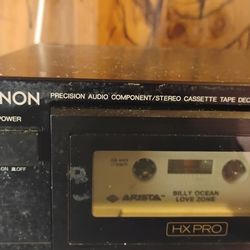 NON PRECISION AUDIO COMPONENT/STEREO CASSETTE TAPE DEC
POWER
ON OFF
ARISTA
BILLY OCEAN
LOVE ZONE
HX PRO